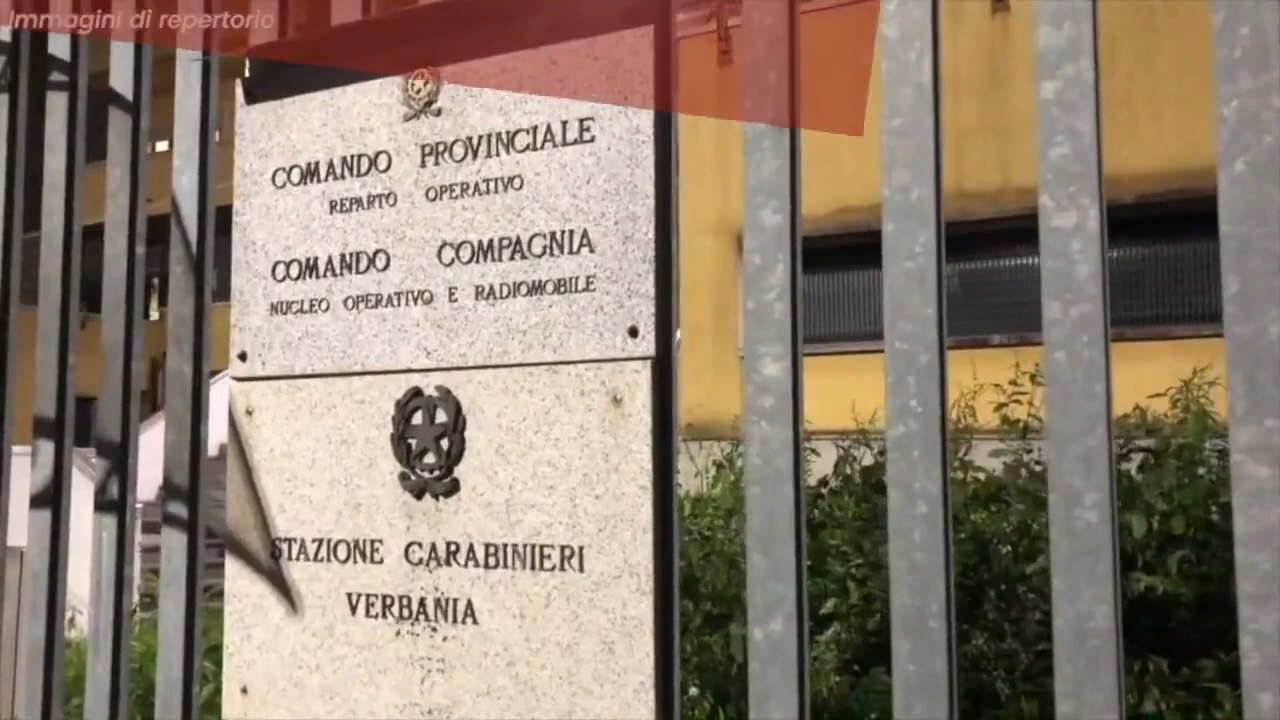 Immagini di repertorio
COMANDO PROVINCIALE
REPARTO OPERATIVO
COMANDO COMPAGNIA
NUCLEO OPERATIVO E RADIOMOBILE
STAZIONE CARABINIERI
VERBANIA